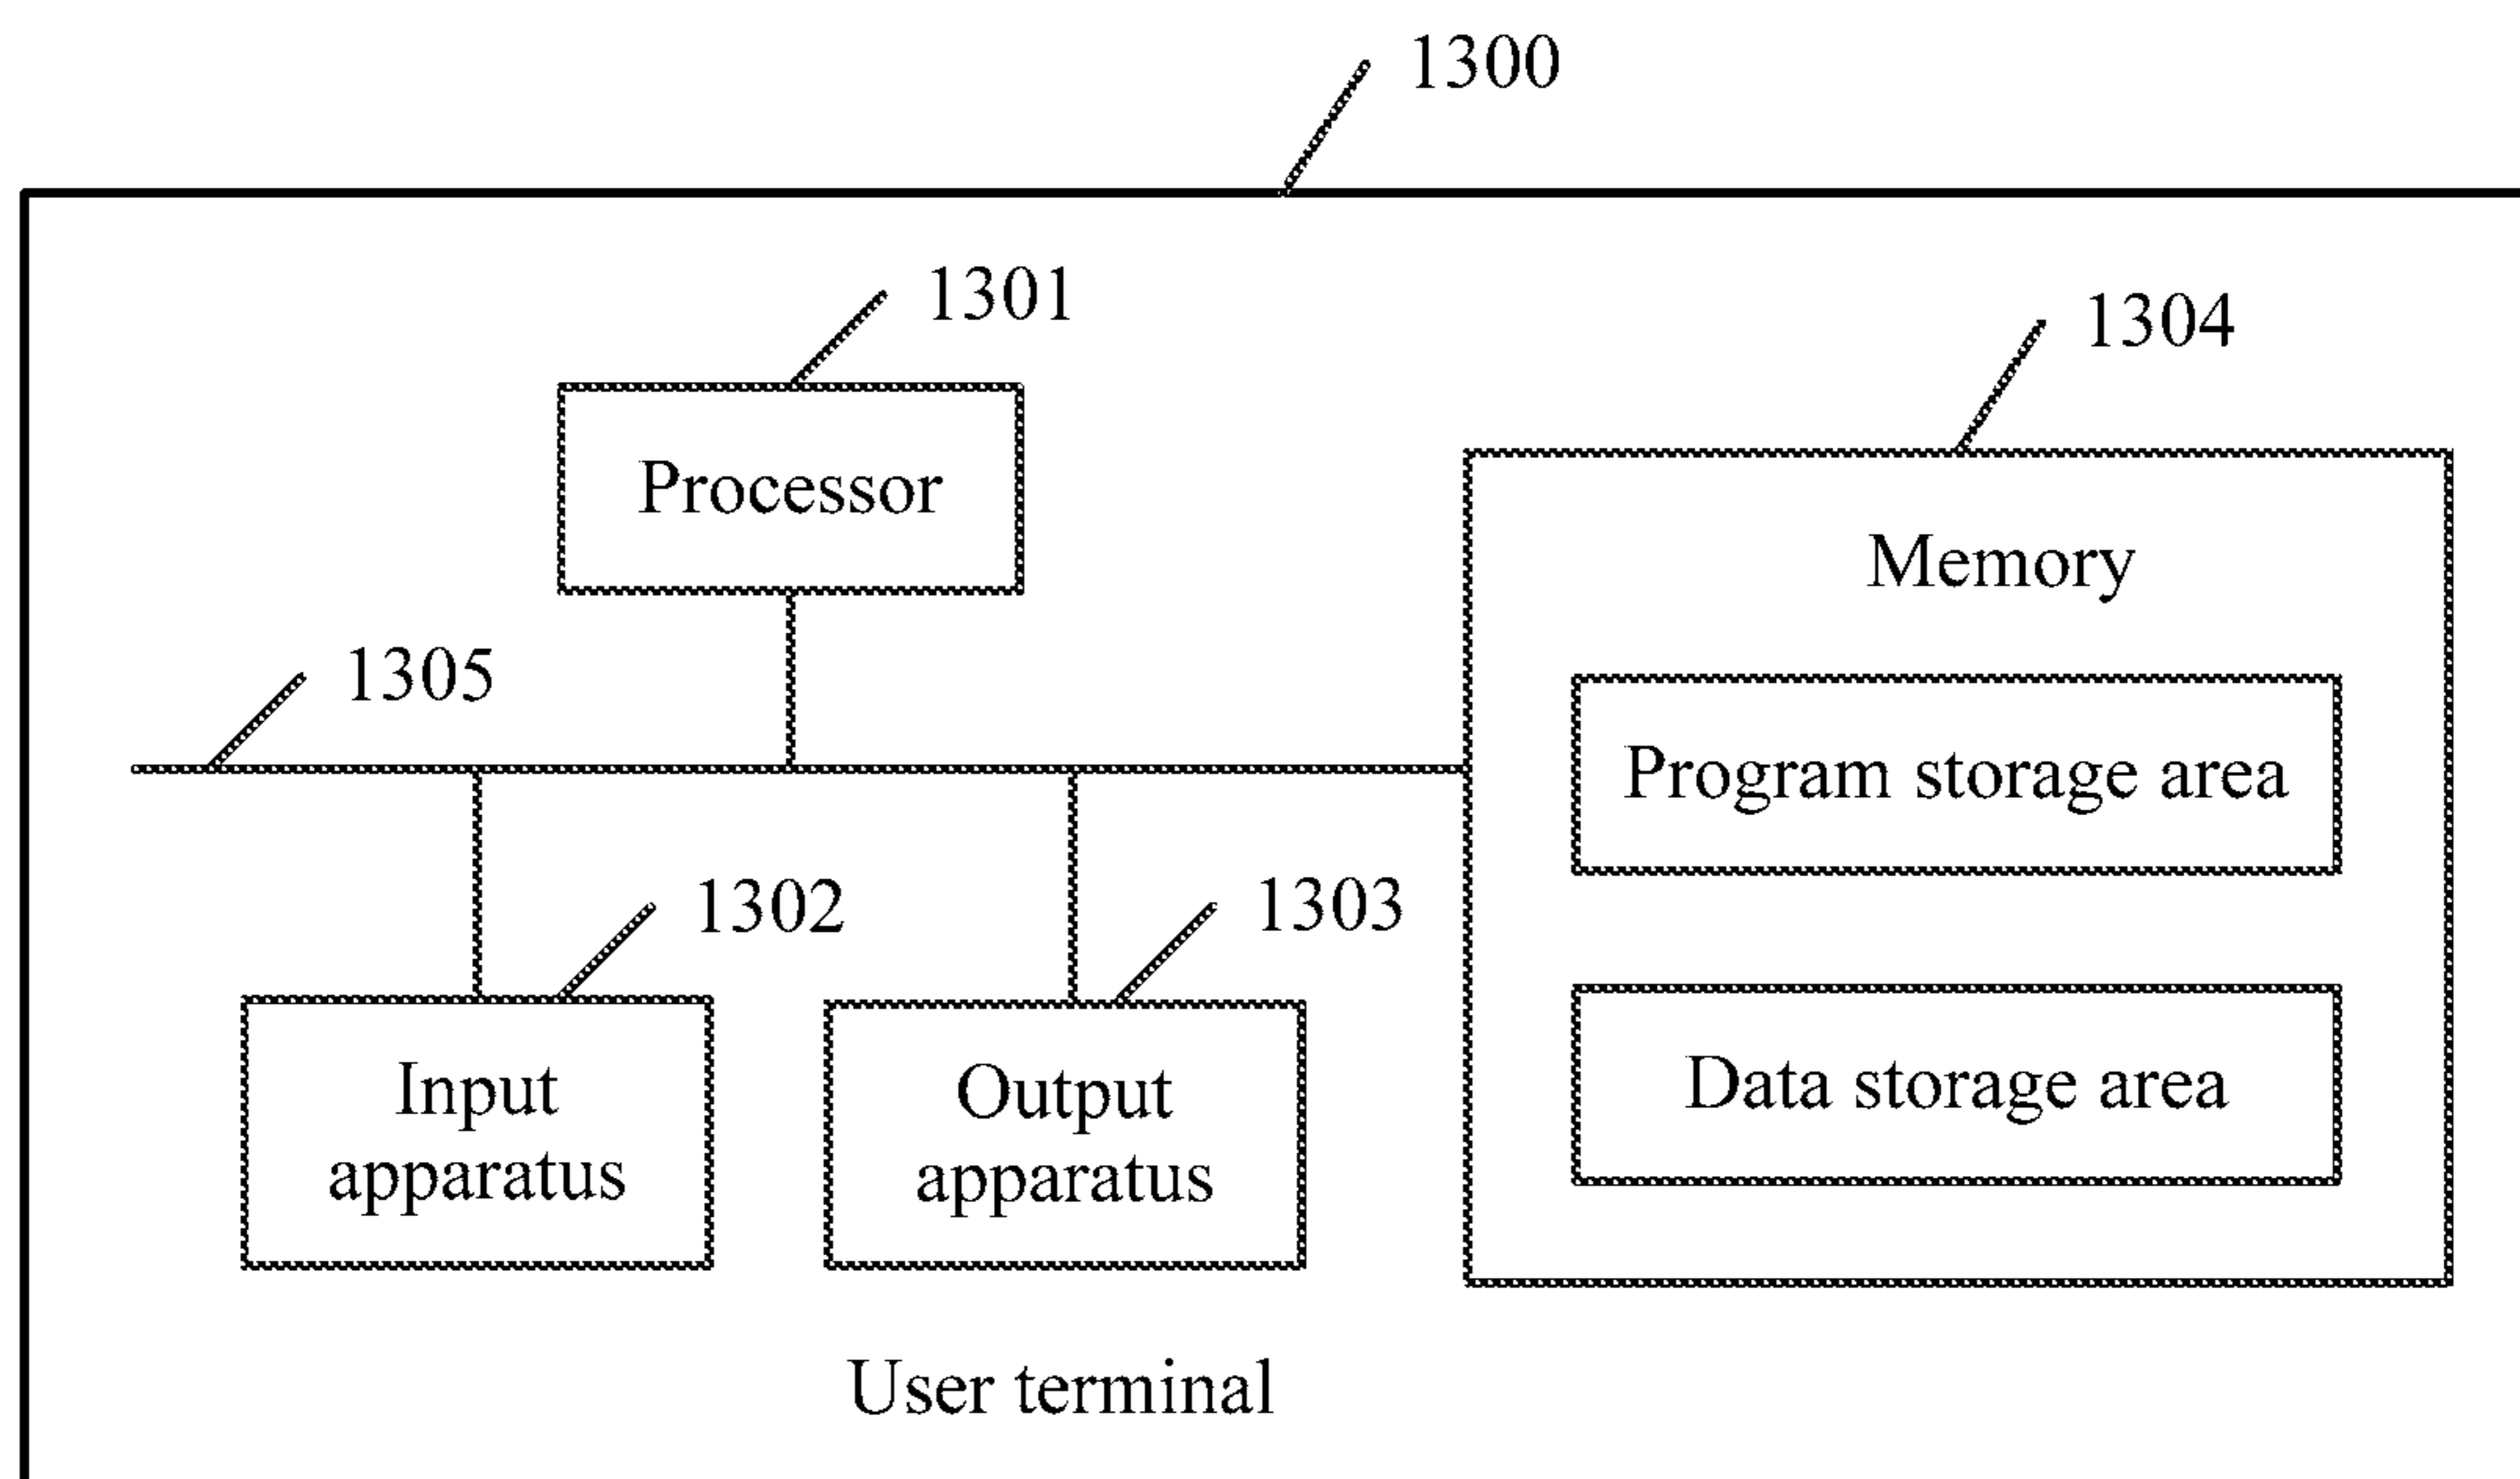 1300
1301
Processor
1304
Memory
1305
Program storage area
1302
1303
Input
apparatus
Output
apparatus
Data storage area
User terminal